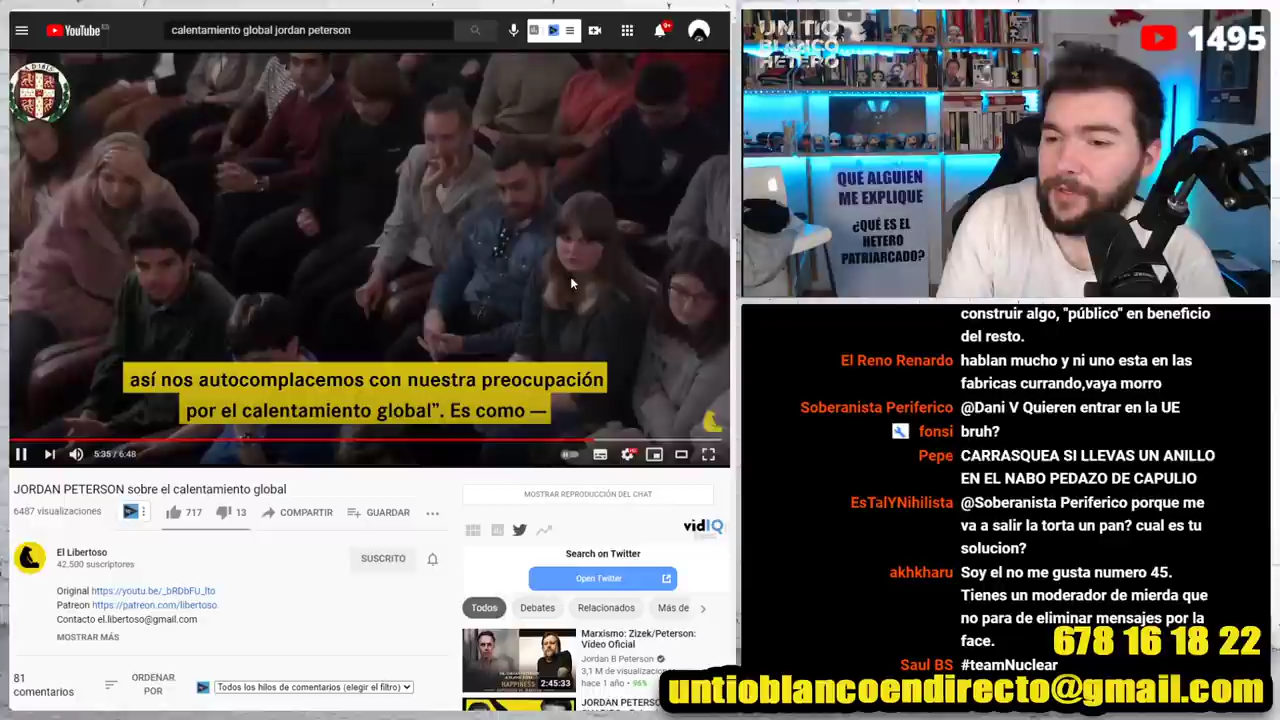 YouTube
calentamiento global jordan peterson
9+
así nos autocomplacemos con nuestra preocupación
por el calentamiento global”. Es como —
5:35 / 6:48
JORDAN PETERSON sobre el calentamiento global
6487 visualizaciones
717
13
COMPARTIR
GUARDAR
El Libertoso
42.500 suscriptores
SUSCRITO
Original https://youtu.be/_bRDbFU_lto
Patreon https://patreon.com/libertoso
Contacto el.libertoso@gmail.com
MOSTRAR MÁS
81
comentarios
ORDENAR
POR
Todos los hilos de comentarios (elegir el filtro)
MOSTRAR REPRODUCCIÓN DEL CHAT
vidIQ
Search on Twitter
Open Twitter
Todos
Debates
Relacionados
Más de
Marxismo: Zizek/Peterson:
Vídeo Oficial
Jordan B Peterson
3,1 M de visualizacion
hace 1 año • 96%
HAPPINESS
2:45:33
JORDAN PETERSON
UN TIO
BLANCO
HETERO
1495
QUE ALGUIEN
ME EXPLIQUE
¿QUÉ ES EL
HETERO
PATRIARCADO?
construir algo, "público" en beneficio
del resto.
El Reno Renardo hablan mucho y ni uno esta en las
fabricas currando,vaya morro
Soberanista Periferico @Dani V Quieren entrar en la UE
fonsi bruh?
Pepe CARRASQUEA SI LLEVAS UN ANILLO
EN EL NABO PEDAZO DE CAPULIO
EsTalYNihilista @Soberanista Periferico porque me
va a salir la torta un pan? cual es tu
solucion?
akhkharu Soy el no me gusta numero 45.
Tienes un moderador de mierda que
no para de eliminar mensajes por la
face.
678 16 18 22
Saul BS #teamNuclear
untioblancoendirecto@gmail.com